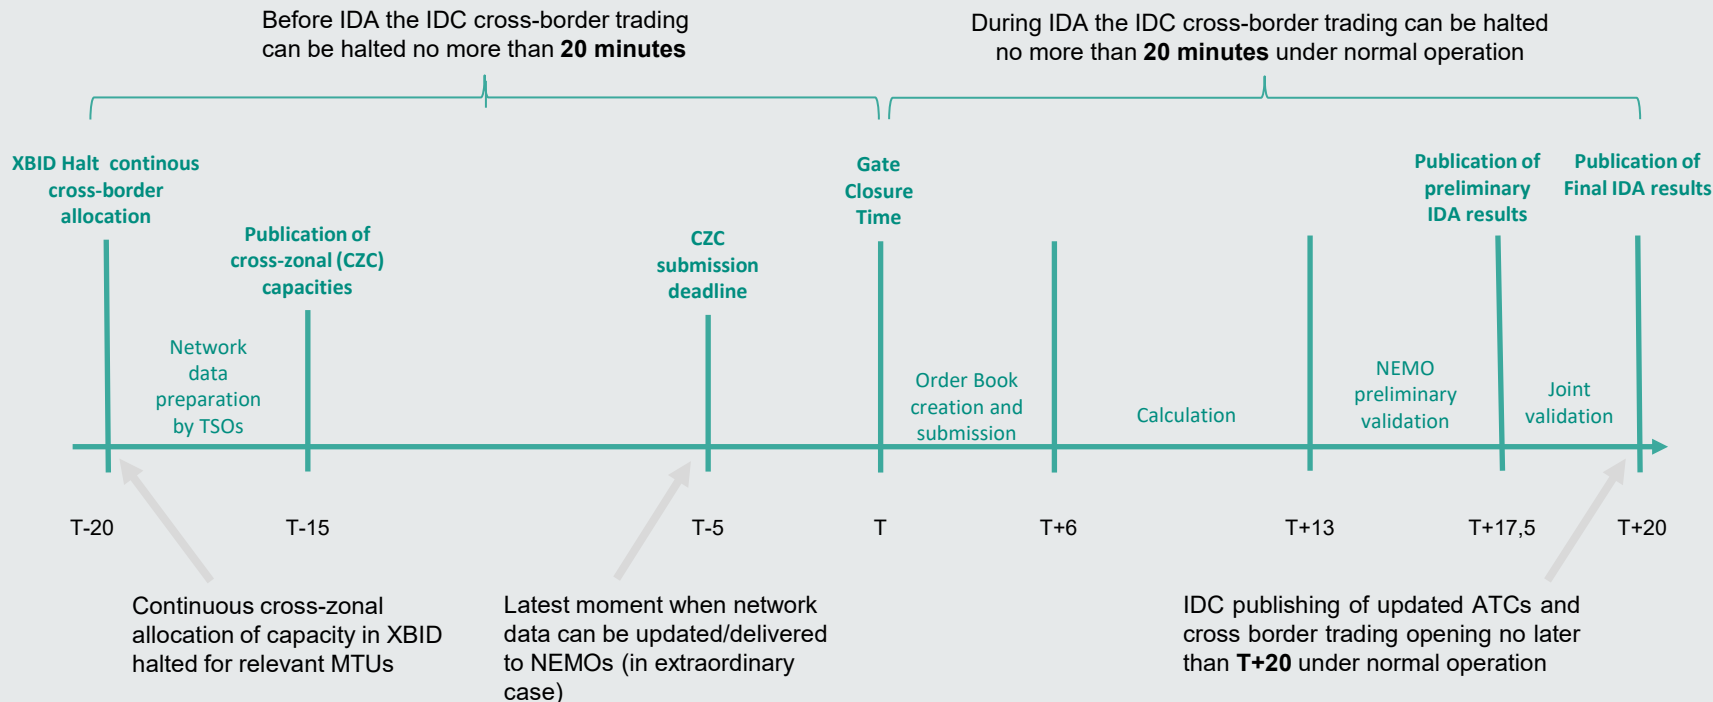 Before IDA the IDC cross-border trading
can be halted no more than 20 minutes
During IDA the IDC cross-border trading can be halted
no more than 20 minutes under normal operation
XBID Halt continous
cross-border
allocation
Publication of
cross-zonal (CZC)
capacities
CZC
submission
deadline
Gate
Closure
Time
Publication of
preliminary
IDA results
Publication of
Final IDA results
Network
data
preparation
by TSOs
Order Book
creation and
submission
Calculation
NEMO
preliminary
validation
Joint
validation
T-20
T-15
T-5
T
T+6
T+13
T+17,5
T+20
Continuous cross-zonal
allocation of capacity in XBID
halted for relevant MTUs
Latest moment when network
data can be updated/delivered
to NEMOs (in extraordinary
case)
IDC publishing of updated ATCs and
cross border trading opening no later
than T+20 under normal operation